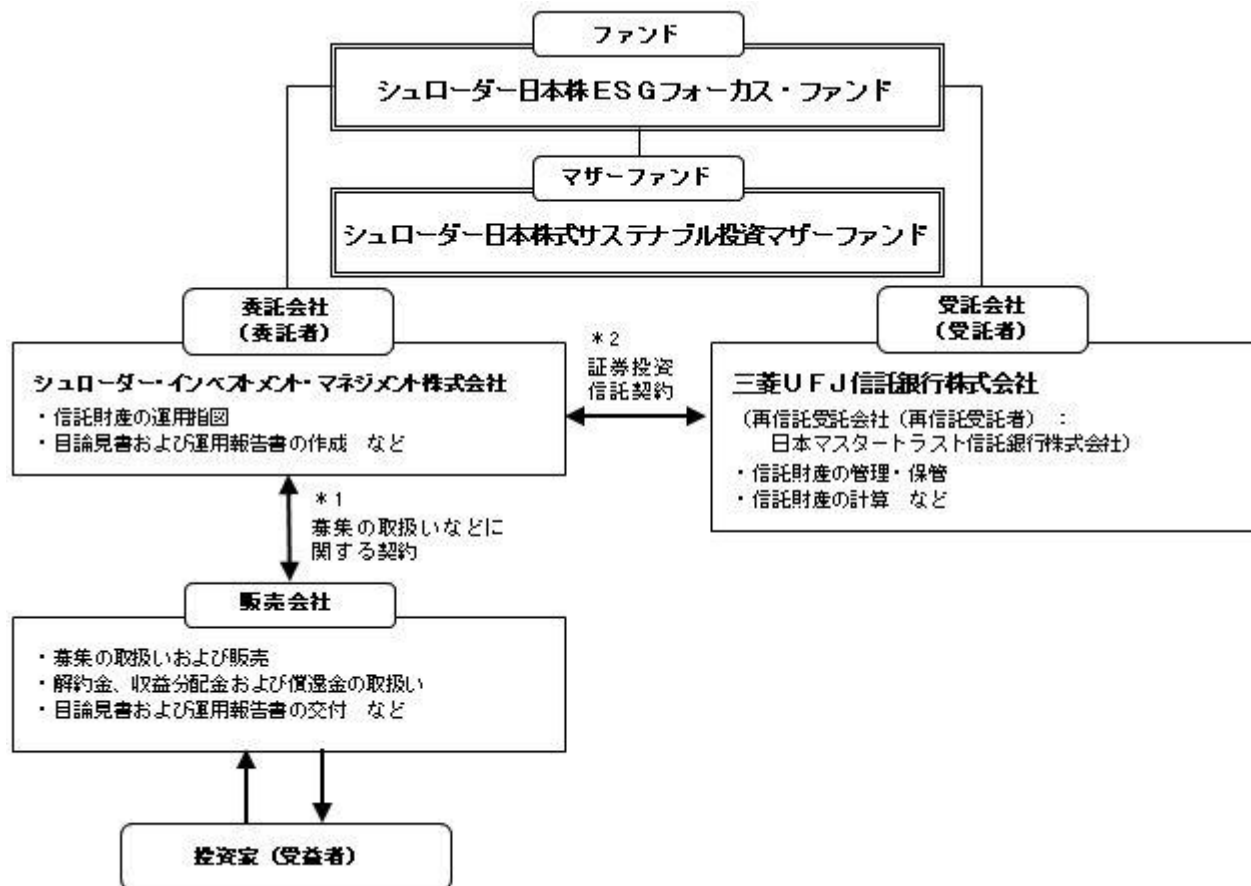 ファンド
シュローダー日本株ESGフォーカス・ファンド
マザーファンド
シュローダー日本株式サステナブル投資マザーファンド
委託会社
(委託者)
シュローダー・インベストメント・マネジメント株式会社
・信託財産の運用指図
・目論見書および運用報告書の作成 など
*2
証券投資
信託契約
受託会社
(受託者)
三菱UFJ信託銀行株式会社
(再信託受託会社(再信託受託者) :
日本マスタートラスト信託銀行株式会社)
・信託財産の管理・保管
・信託財産の計算 など
*1
募集の取扱いなどに
関する契約
販売会社
・募集の取扱いおよび販売
・解約金、収益分配金および償還金の取扱い
・目論見書および運用報告書の交付 など
投資家(受益者)